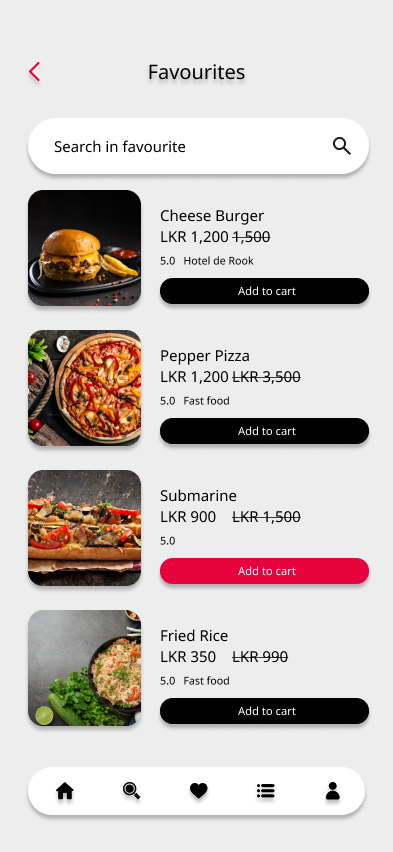 Favourites
Search in favourite
Cheese Burger
LKR 1,200 1,500
5.0 Hotel de Rook
Add to cart
Pepper Pizza
LKR 1,200 LKR 3,500
5.0 Fast food
Add to cart
Submarine
LKR 900 LKR 1,500
5.0
Add to cart
Fried Rice
LKR 350 LKR 990
5.0 Fast food
Add to cart